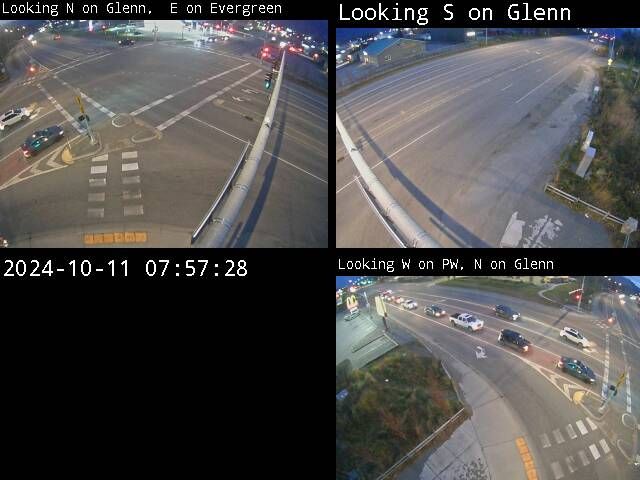 Looking N on Glenn,  E on Evergreen
Looking S on Glenn
2024-10-11 07:57:28
Looking W on PW, N on Glenn